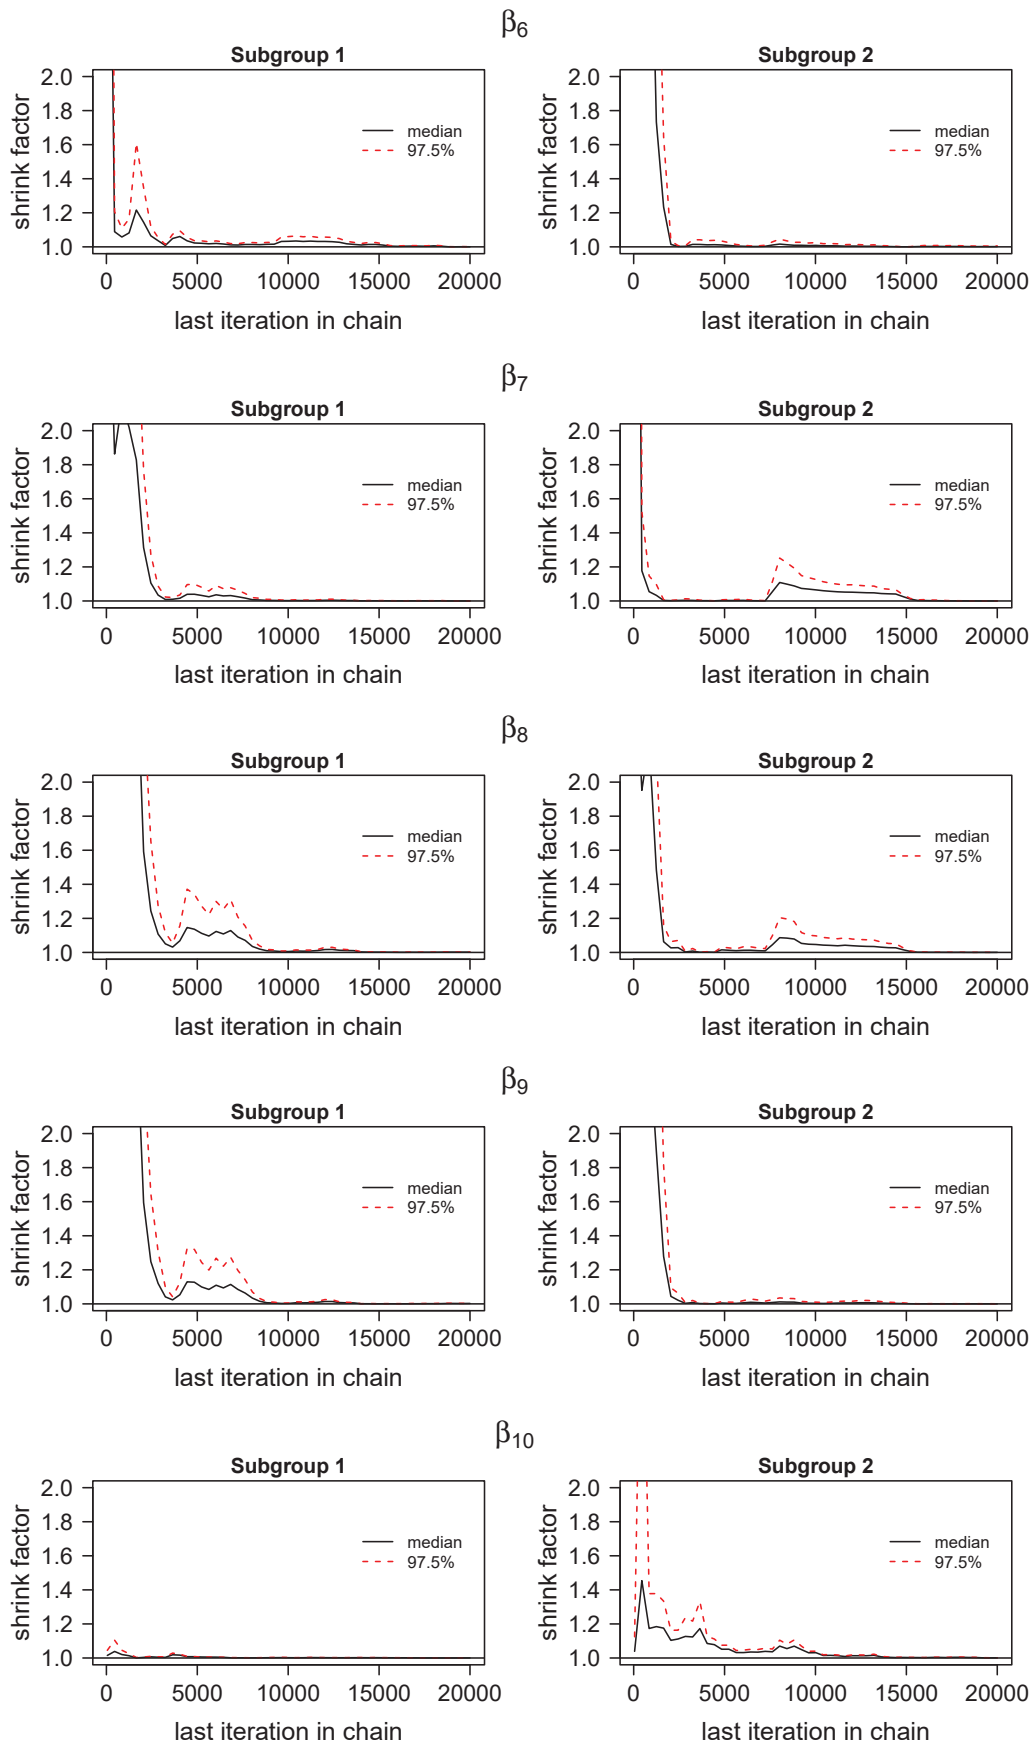 β6
Subgroup 1
Subgroup 2
shrink factor
2.0
1.8
1.6
1.4
1.2
1.0
median
97.5%
0 5000 10000 15000 20000
last iteration in chain
shrink factor
2.0
1.8
1.6
1.4
1.2
1.0
median
97.5%
0 5000 10000 15000 20000
last iteration in chain
β7
Subgroup 1
Subgroup 2
shrink factor
2.0
1.8
1.6
1.4
1.2
1.0
median
97.5%
0 5000 10000 15000 20000
last iteration in chain
shrink factor
2.0
1.8
1.6
1.4
1.2
1.0
median
97.5%
0 5000 10000 15000 20000
last iteration in chain
β8
Subgroup 1
Subgroup 2
shrink factor
2.0
1.8
1.6
1.4
1.2
1.0
median
97.5%
0 5000 10000 15000 20000
last iteration in chain
shrink factor
2.0
1.8
1.6
1.4
1.2
1.0
median
97.5%
0 5000 10000 15000 20000
last iteration in chain
β9
Subgroup 1
Subgroup 2
shrink factor
2.0
1.8
1.6
1.4
1.2
1.0
median
97.5%
0 5000 10000 15000 20000
last iteration in chain
shrink factor
2.0
1.8
1.6
1.4
1.2
1.0
median
97.5%
0 5000 10000 15000 20000
last iteration in chain
β10
Subgroup 1
Subgroup 2
shrink factor
2.0
1.8
1.6
1.4
1.2
1.0
median
97.5%
0 5000 10000 15000 20000
last iteration in chain
shrink factor
2.0
1.8
1.6
1.4
1.2
1.0
median
97.5%
0 5000 10000 15000 20000
last iteration in chain